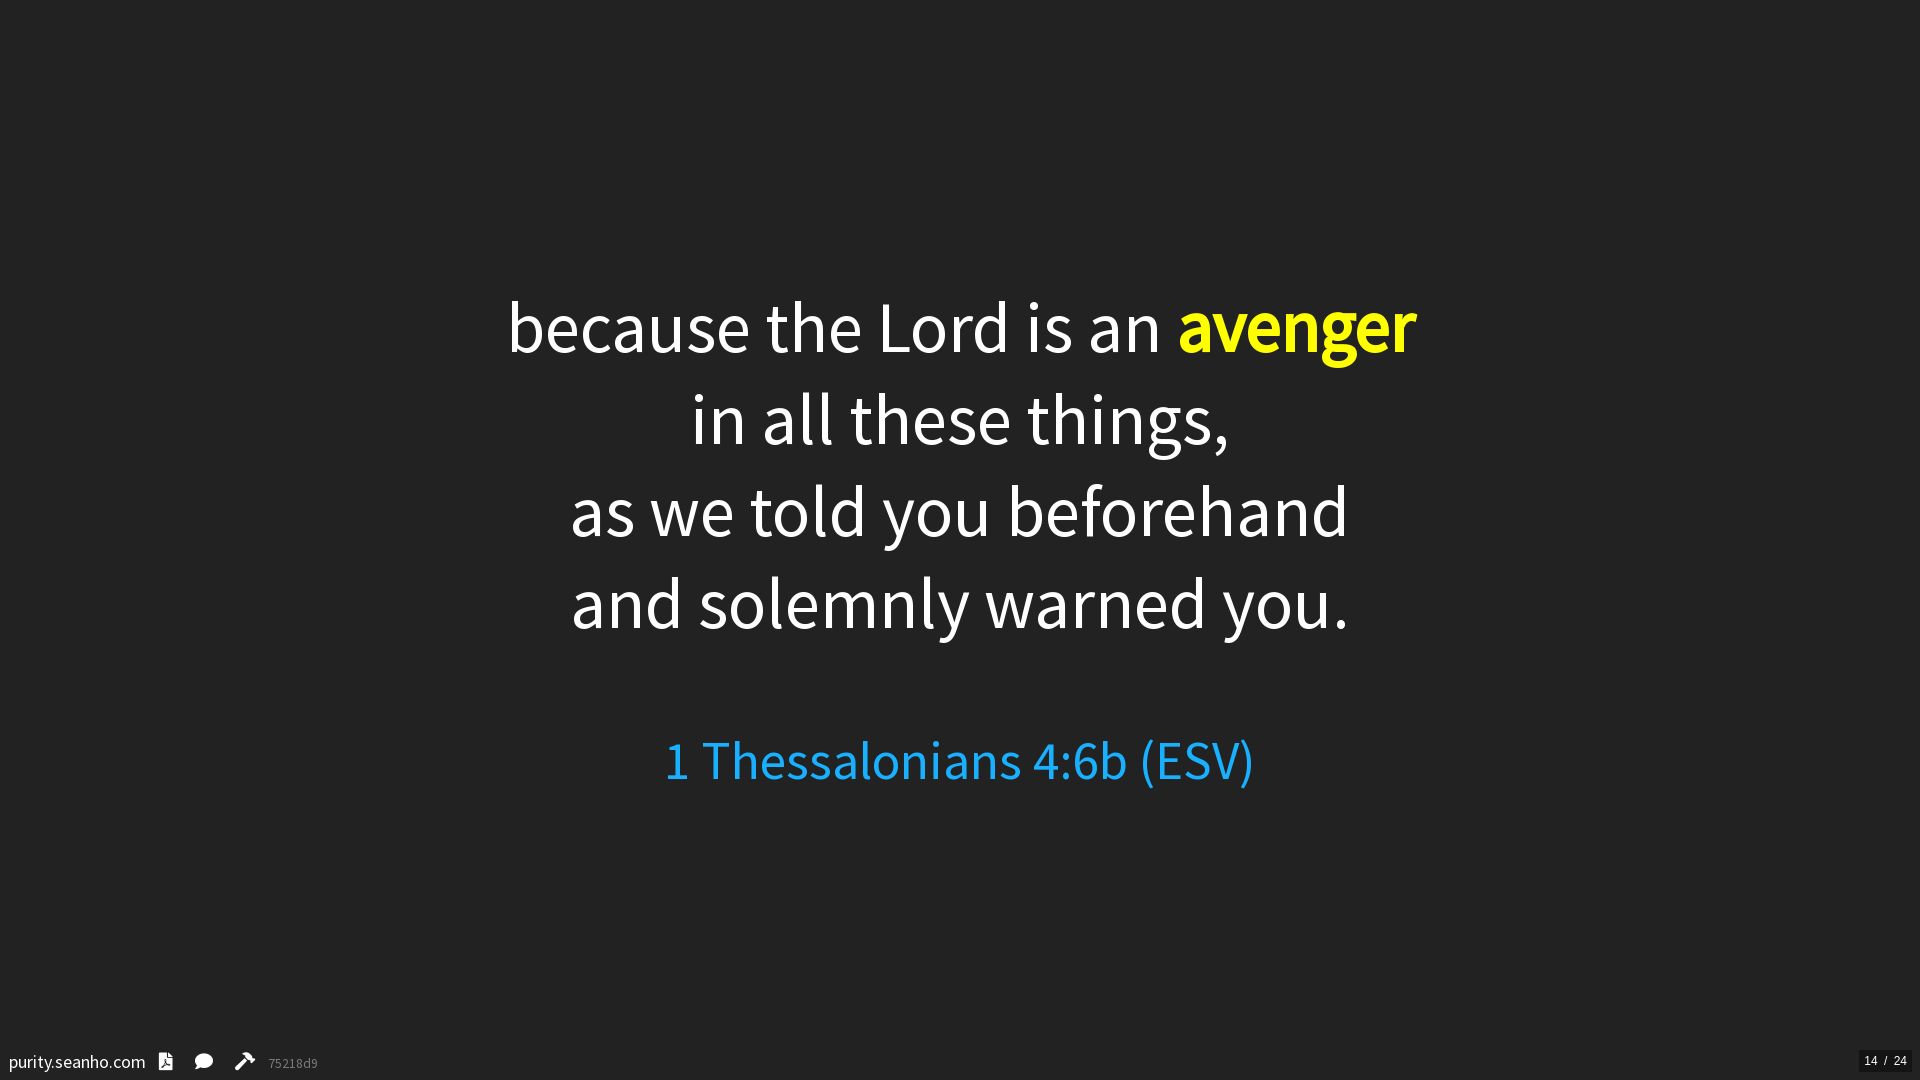 because the Lord is an avenger
in all these things,
as we told you beforehand
and solemnly warned you.
1 Thessalonians 4:6b (ESV)
purity.seanho.com 75218d9
14 / 24